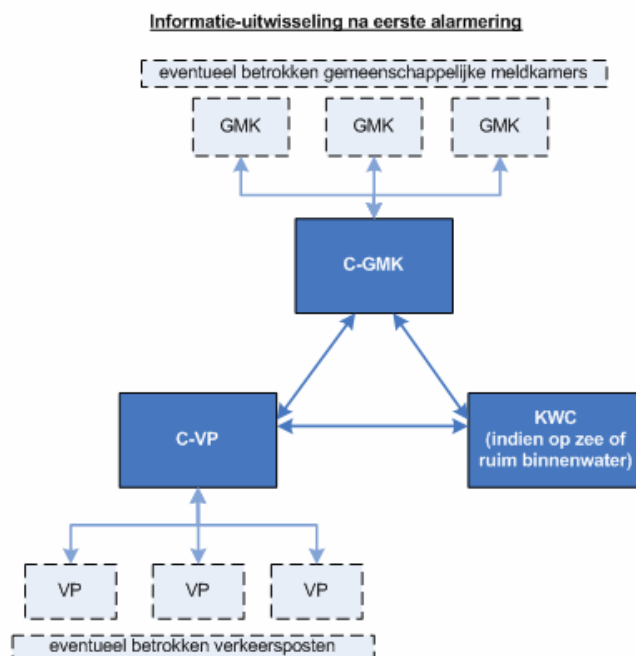 Informatie-uitwisseling na eerste alarmering
eventueel betrokken gemeenschappelijke meldkamers
GMK
GMK
GMK
C-GMK
C-VP
KWC
(indien op zee of
ruim binnenwater)
VP
VP
VP
eventueel betrokken verkeersposten